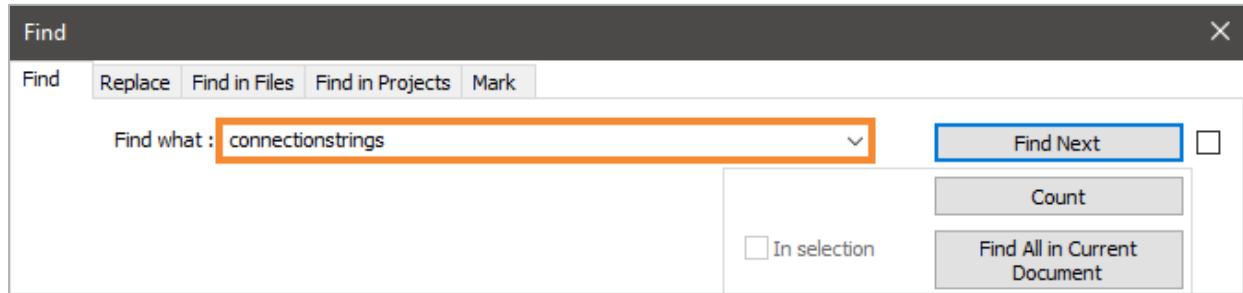 Find
Find Replace Find in Files Find in Projects Mark
Find what : connectionstrings Find Next
Count
In selection Find All in Current
Document